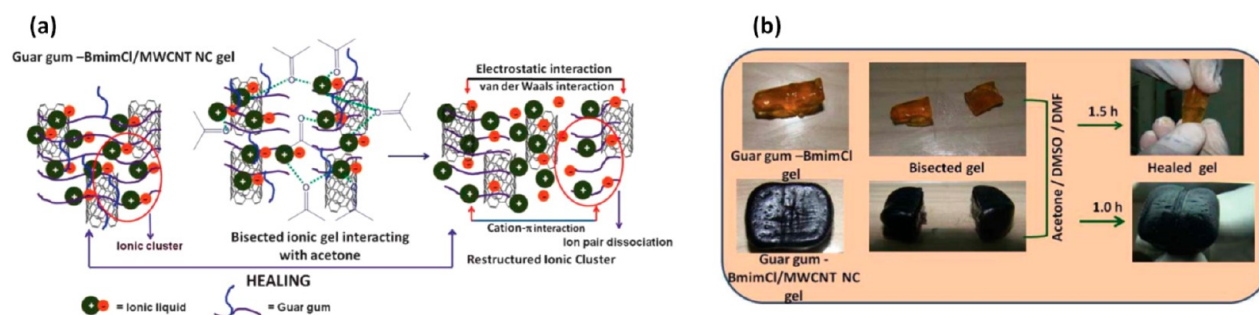 (a)
Guar gum –BmimCl/MWCNT NC gel
Electrostatic interaction
van der Waals interaction
Ionic cluster
Bisected ionic gel interacting
with acetone
Cation-π interaction
Ion pair dissociation
Restructured Ionic Cluster
HEALING
= Ionic liquid
= Guar gum
(b)
Guar gum –BmimCl
gel
Bisected gel
Acetone / DMSO / DMF
1.5 h
Healed gel
1.0 h
Guar gum -
BmimCl/MWCNT NC
gel